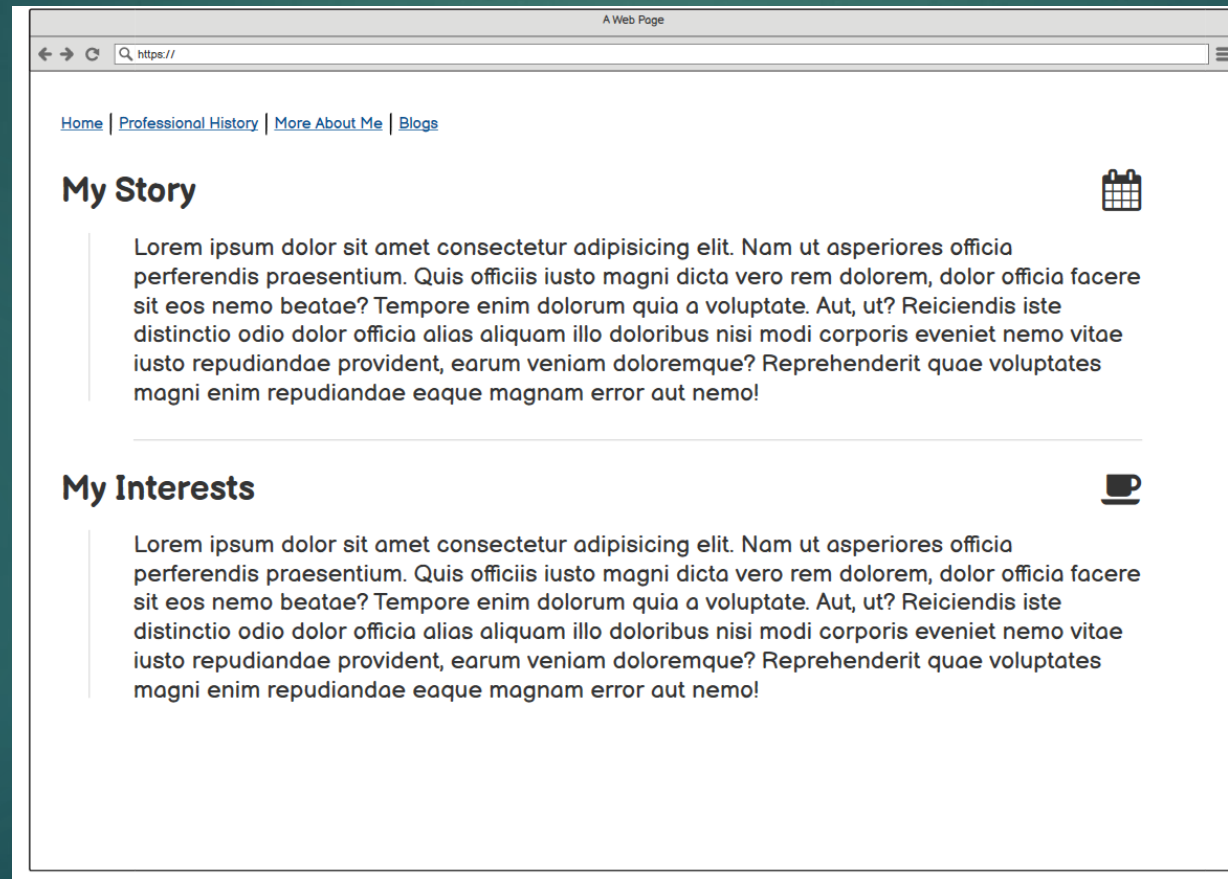 A Web Page
https://
Home | Professional History | More About Me | Blogs
My Story
Lorem ipsum dolor sit amet consectetur adipisicing elit. Nam ut asperiores officia
perferendis praesentium. Quis officiis iusto magni dicta vero rem dolorem, dolor officia facere
sit eos nemo beatae? Tempore enim dolorum quia a voluptate. Aut, ut? Reiciendis iste
distinctio odio dolor officia alias aliquam illo doloribus nisi modi corporis eveniet nemo vitae
iusto repudiandae provident, earum veniam doloremque? Reprehenderit quae voluptates
magni enim repudiandae eaque magnam error aut nemo!
My Interests
Lorem ipsum dolor sit amet consectetur adipisicing elit. Nam ut asperiores officia
perferendis praesentium. Quis officiis iusto magni dicta vero rem dolorem, dolor officia facere
sit eos nemo beatae? Tempore enim dolorum quia a voluptate. Aut, ut? Reiciendis iste
distinctio odio dolor officia alias aliquam illo doloribus nisi modi corporis eveniet nemo vitae
iusto repudiandae provident, earum veniam doloremque? Reprehenderit quae voluptates
magni enim repudiandae eaque magnam error aut nemo!